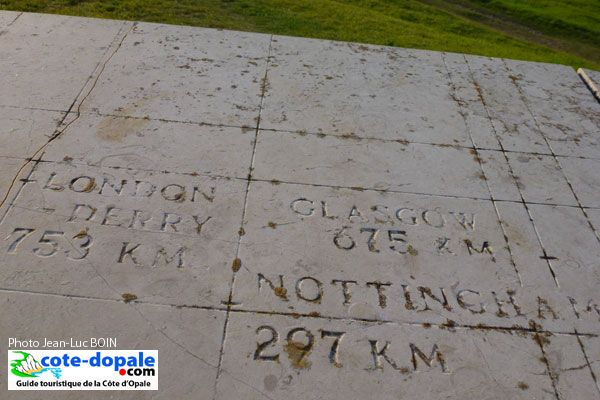 LONDON
- DERRY
753 KM
GLASGOW
675 KM
NOTTINGHAM
297 KM
Photo Jean-Luc BOIN
cote-dopale
.com
Guide touristique de la Côte d'Opale